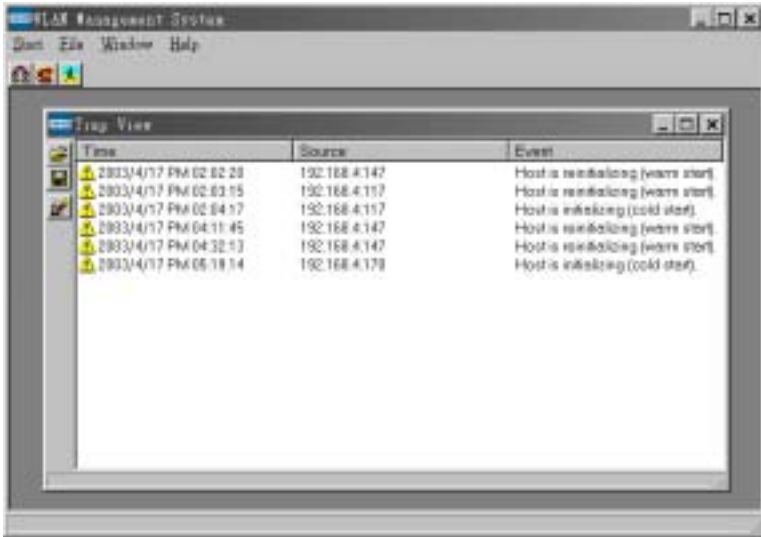 WLAN Management System
Start File Window Help
Trap View
Time Source Event
2003/4/17 PM 02:02:20 192.168.4.147 Host is reinitializing (warm start).
2003/4/17 PM 02:03:15 192.168.4.117 Host is reinitializing (warm start).
2003/4/17 PM 02:04:17 192.168.4.117 Host is initializing (cold start).
2003/4/17 PM 04:11:45 192.168.4.147 Host is reinitializing (warm start).
2003/4/17 PM 04:32:13 192.168.4.147 Host is reinitializing (warm start).
2003/4/17 PM 192.168.4.170 Host is initializing (cold start).